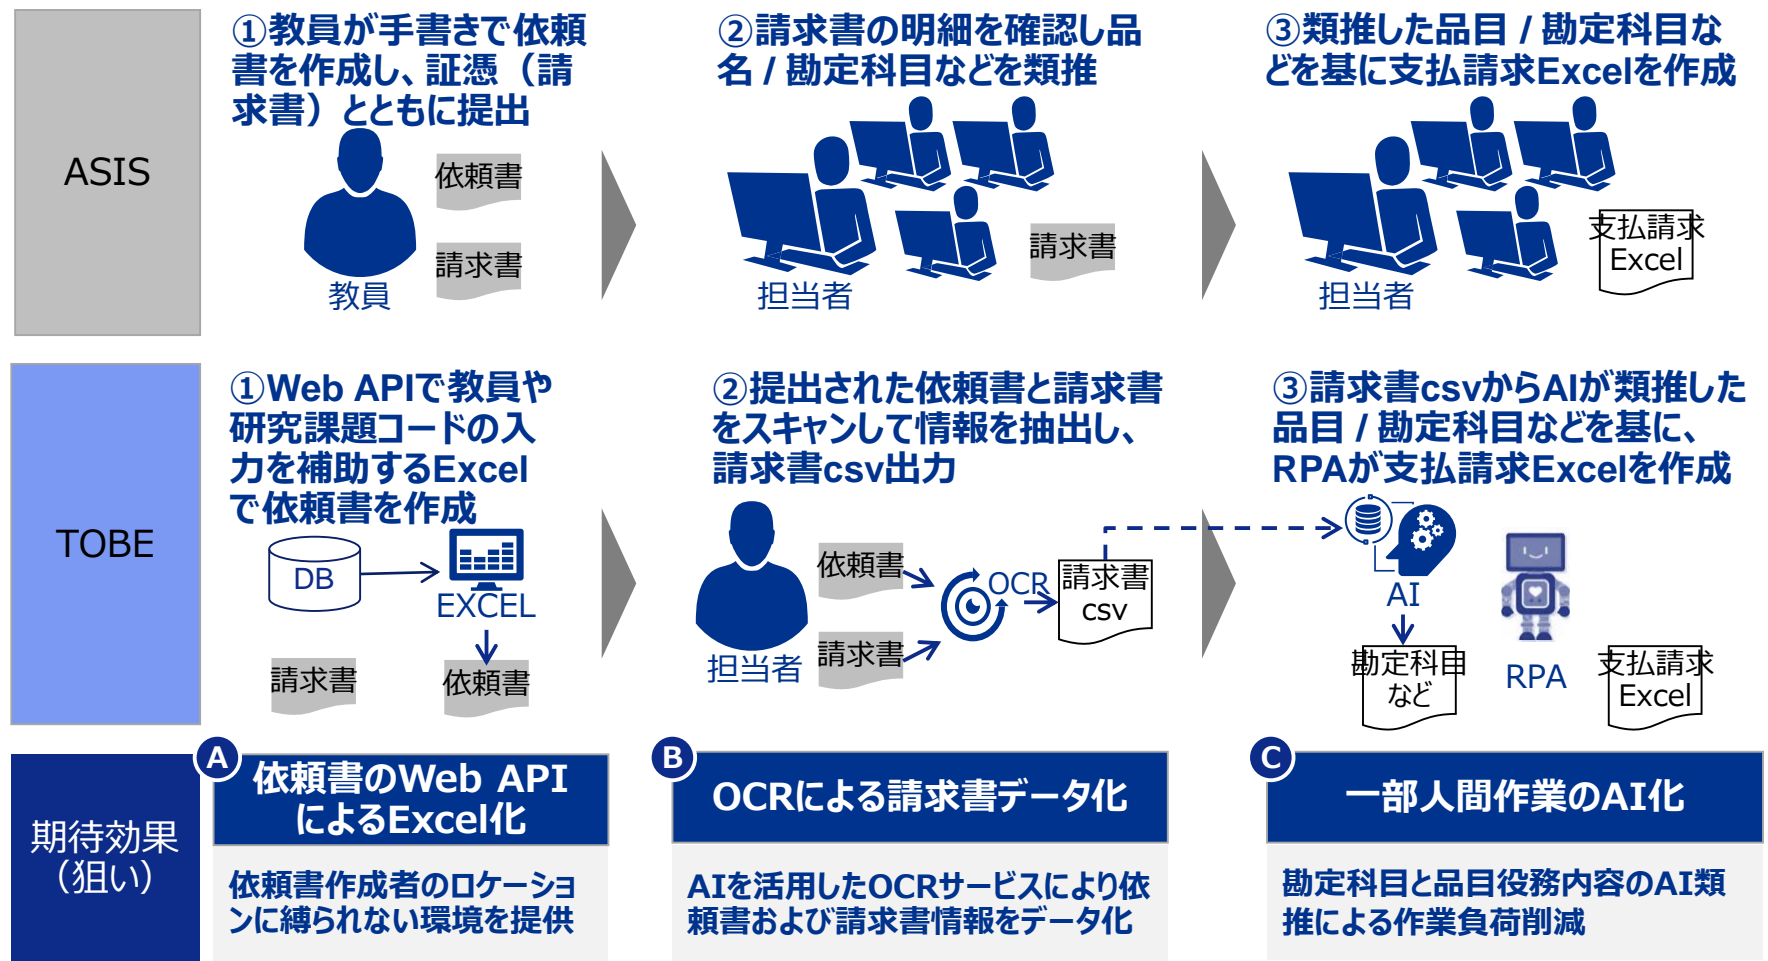 ASIS
①教員が手書きで依頼
書を作成し、証憑（請
求書）とともに提出
依頼書
請求書
教員
②請求書の明細を確認し品
名 / 勘定科目などを類推
請求書
担当者
③類推した品目 / 勘定科目な
どを基に支払請求Excelを作成
支払請求
Excel
担当者
TOBE
①Web APIで教員や
研究課題コードの入
力を補助するExcel
で依頼書を作成
DB
EXCEL
請求書
依頼書
②提出された依頼書と請求書
をスキャンして情報を抽出し、
請求書csv出力
依頼書
請求書
担当者
OCR
請求書
csv
③請求書csvからAIが類推した
品目 / 勘定科目などを基に、
RPAが支払請求Excelを作成
AI
勘定科目
など
RPA
支払請求
Excel
期待効果
（狙い）
A
依頼書のWeb API
によるExcel化
依頼書作成者のロケーショ
ンに縛られない環境を提供
B
OCRによる請求書データ化
AIを活用したOCRサービスにより依
頼書および請求書情報をデータ化
C
一部人間作業のAI化
勘定科目と品目役務内容のAI類
推による作業負荷削減